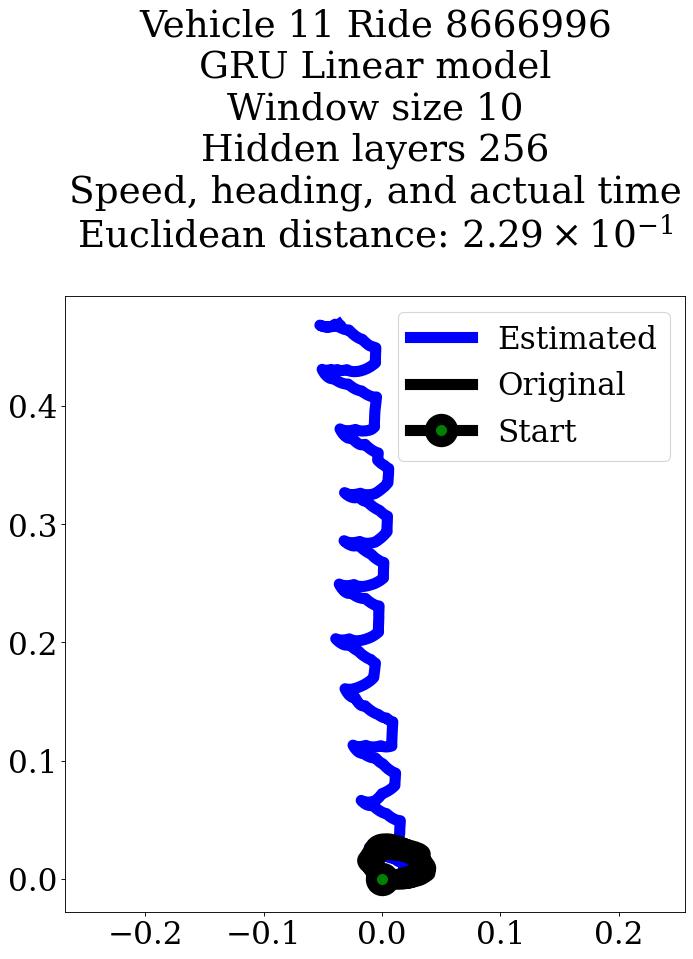 Vehicle 11 Ride 8666996
GRU Linear model
Window size 10
Hidden layers 256
Speed, heading, and actual time
Euclidean distance: 2.29 × 10⁻¹
Estimated
Original
Start
0.4
0.3
0.2
0.1
0.0
−0.2 −0.1 0.0 0.1 0.2